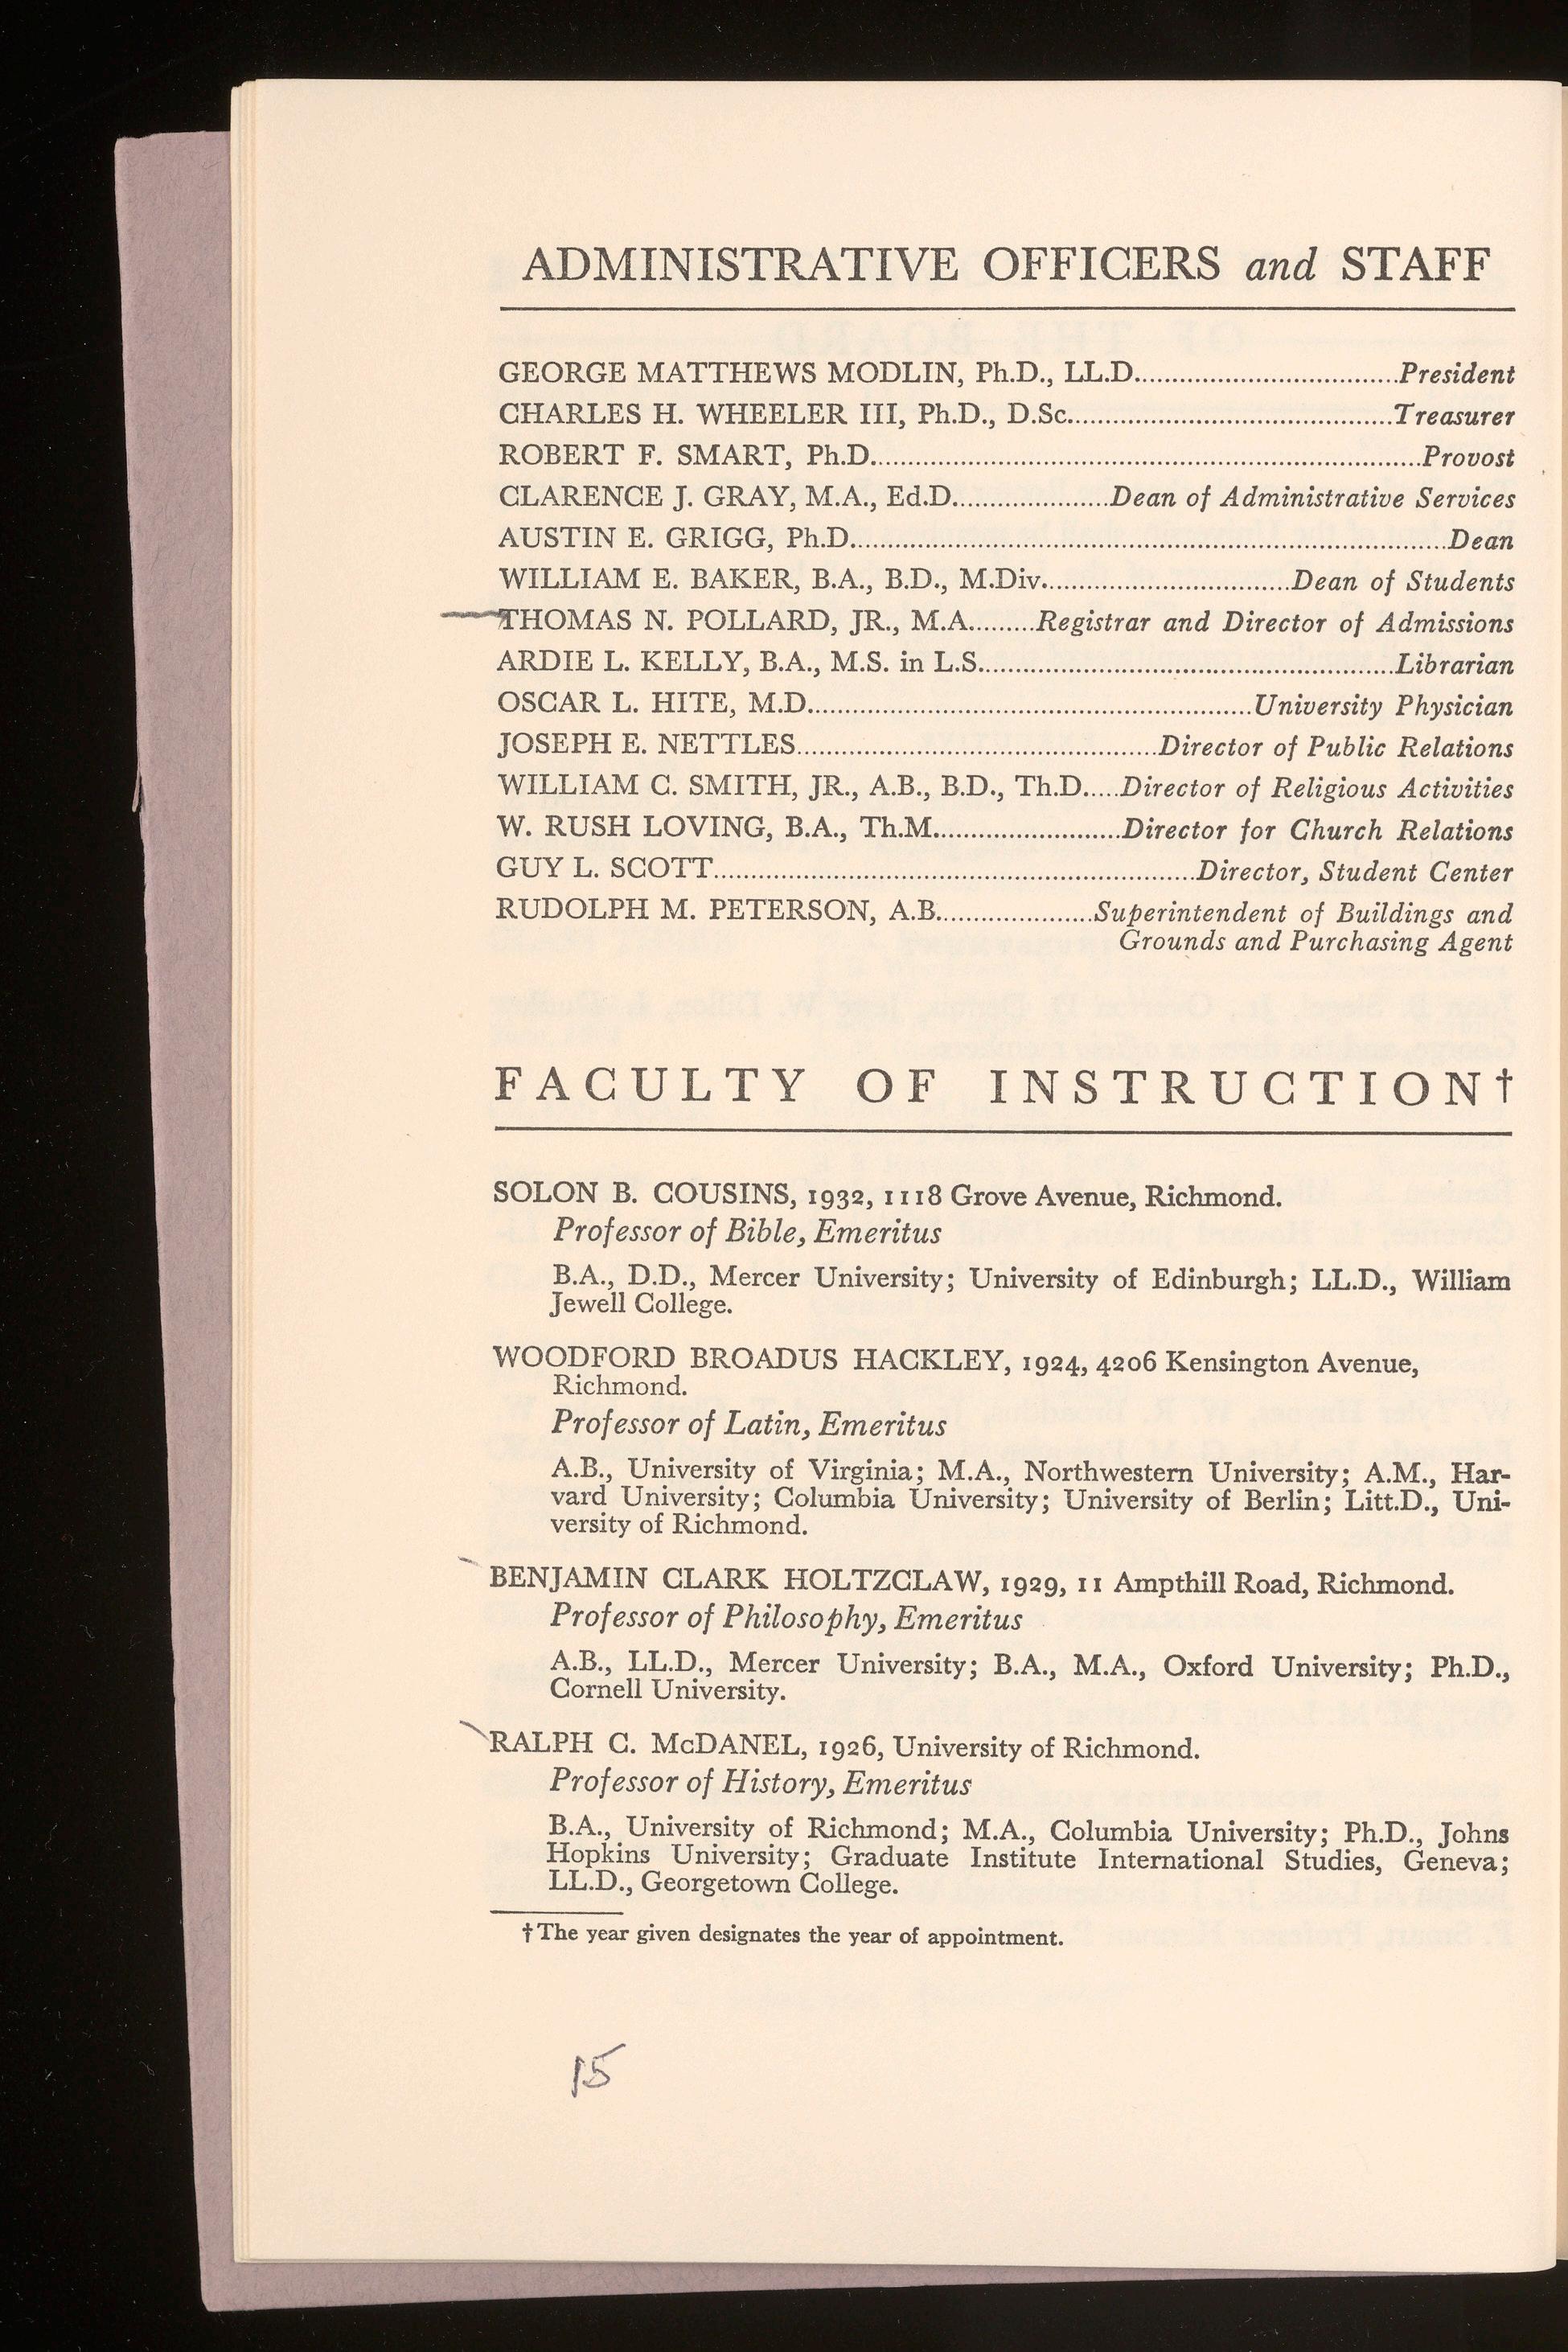 ADMINISTRATIVE OFFICERS and STAFF
GEORGE MATTHEWS MODLIN, Ph.D., LL.D...................................President
CHARLES H. WHEELER III, Ph.D., D.Sc...........................................Treasurer
ROBERT F. SMART, Ph.D.........................................................................Provost
CLARENCE J. GRAY, M.A., Ed.D.....................Dean of Administrative Services
AUSTIN E. GRIGG, Ph.D...............................................................................Dean
WILLIAM E. BAKER, B.A., B.D., M.Div.................................Dean of Students
THOMAS N. POLLARD, JR., M.A.........Registrar and Director of Admissions
ARDIE L. KELLY, B.A., M.S. in L.S.......................................................Librarian
OSCAR L. HITE, M.D...........................................................University Physician
JOSEPH E. NETTLES................................................Director of Public Relations
WILLIAM C. SMITH, JR., A.B., B.D., Th.D.....Director of Religious Activities
W. RUSH LOVING, B.A., Th.M.........................Director for Church Relations
GUY L. SCOTT................................................................Director, Student Center
RUDOLPH M. PETERSON, A.B.....................Superintendent of Buildings and
Grounds and Purchasing Agent
FACULTY OF INSTRUCTION†
SOLON B. COUSINS, 1932, 1118 Grove Avenue, Richmond.
Professor of Bible, Emeritus
B.A., D.D., Mercer University; University of Edinburgh; LL.D., William
Jewell College.
WOODFORD BROADUS HACKLEY, 1924, 4206 Kensington Avenue,
Richmond.
Professor of Latin, Emeritus
A.B., University of Virginia; M.A., Northwestern University; A.M., Har-
vard University; Columbia University; University of Berlin; Litt.D., Uni-
versity of Richmond.
BENJAMIN CLARK HOLTZCLAW, 1929, 11 Ampthill Road, Richmond.
Professor of Philosophy, Emeritus
A.B., LL.D., Mercer University; B.A., M.A., Oxford University; Ph.D.,
Cornell University.
RALPH C. McDANEL, 1926, University of Richmond.
Professor of History, Emeritus
B.A., University of Richmond; M.A., Columbia University; Ph.D., Johns
Hopkins University; Graduate Institute International Studies, Geneva;
LL.D., Georgetown College.
† The year given designates the year of appointment.
15